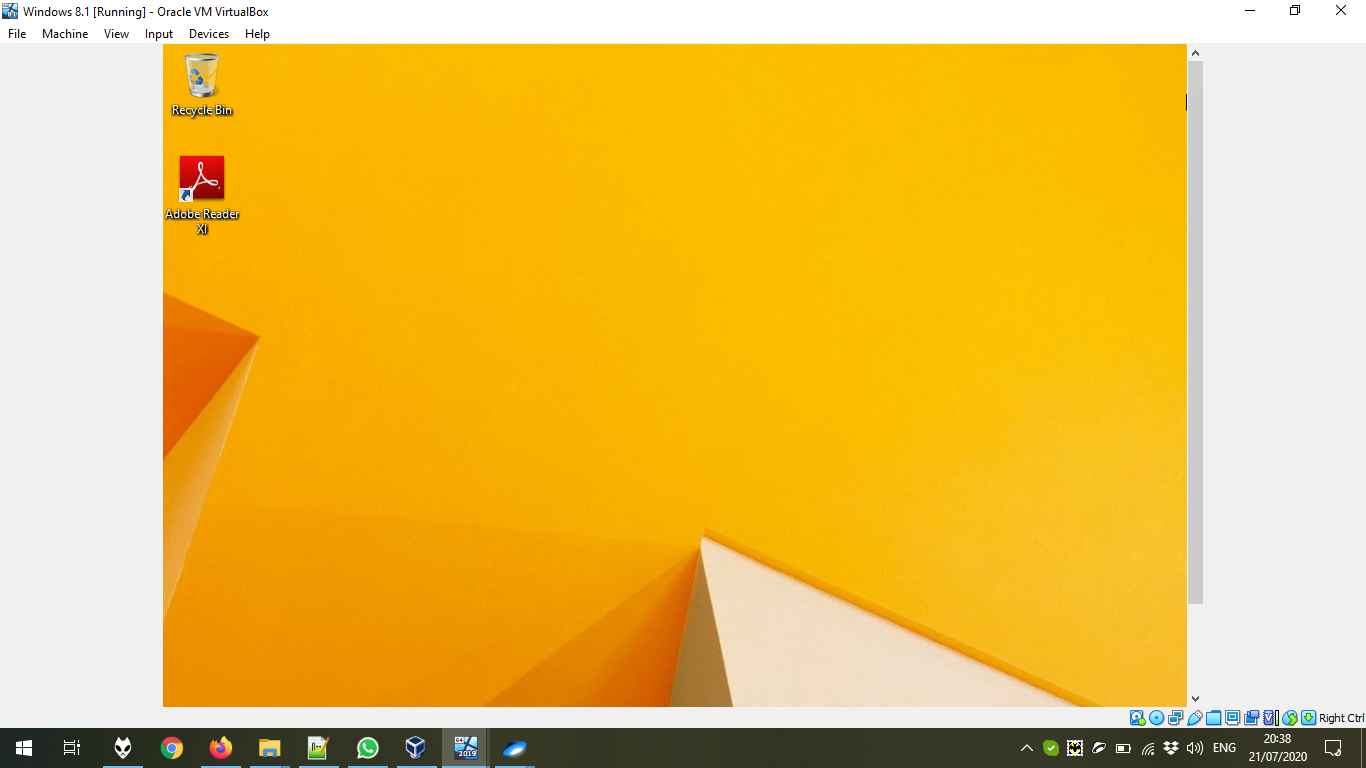 Windows 8.1 [Running] - Oracle VM VirtualBox
File Machine View Input Devices Help
Recycle Bin
Adobe Reader
XI
Right Ctrl
ENG
20:38
21/07/2020